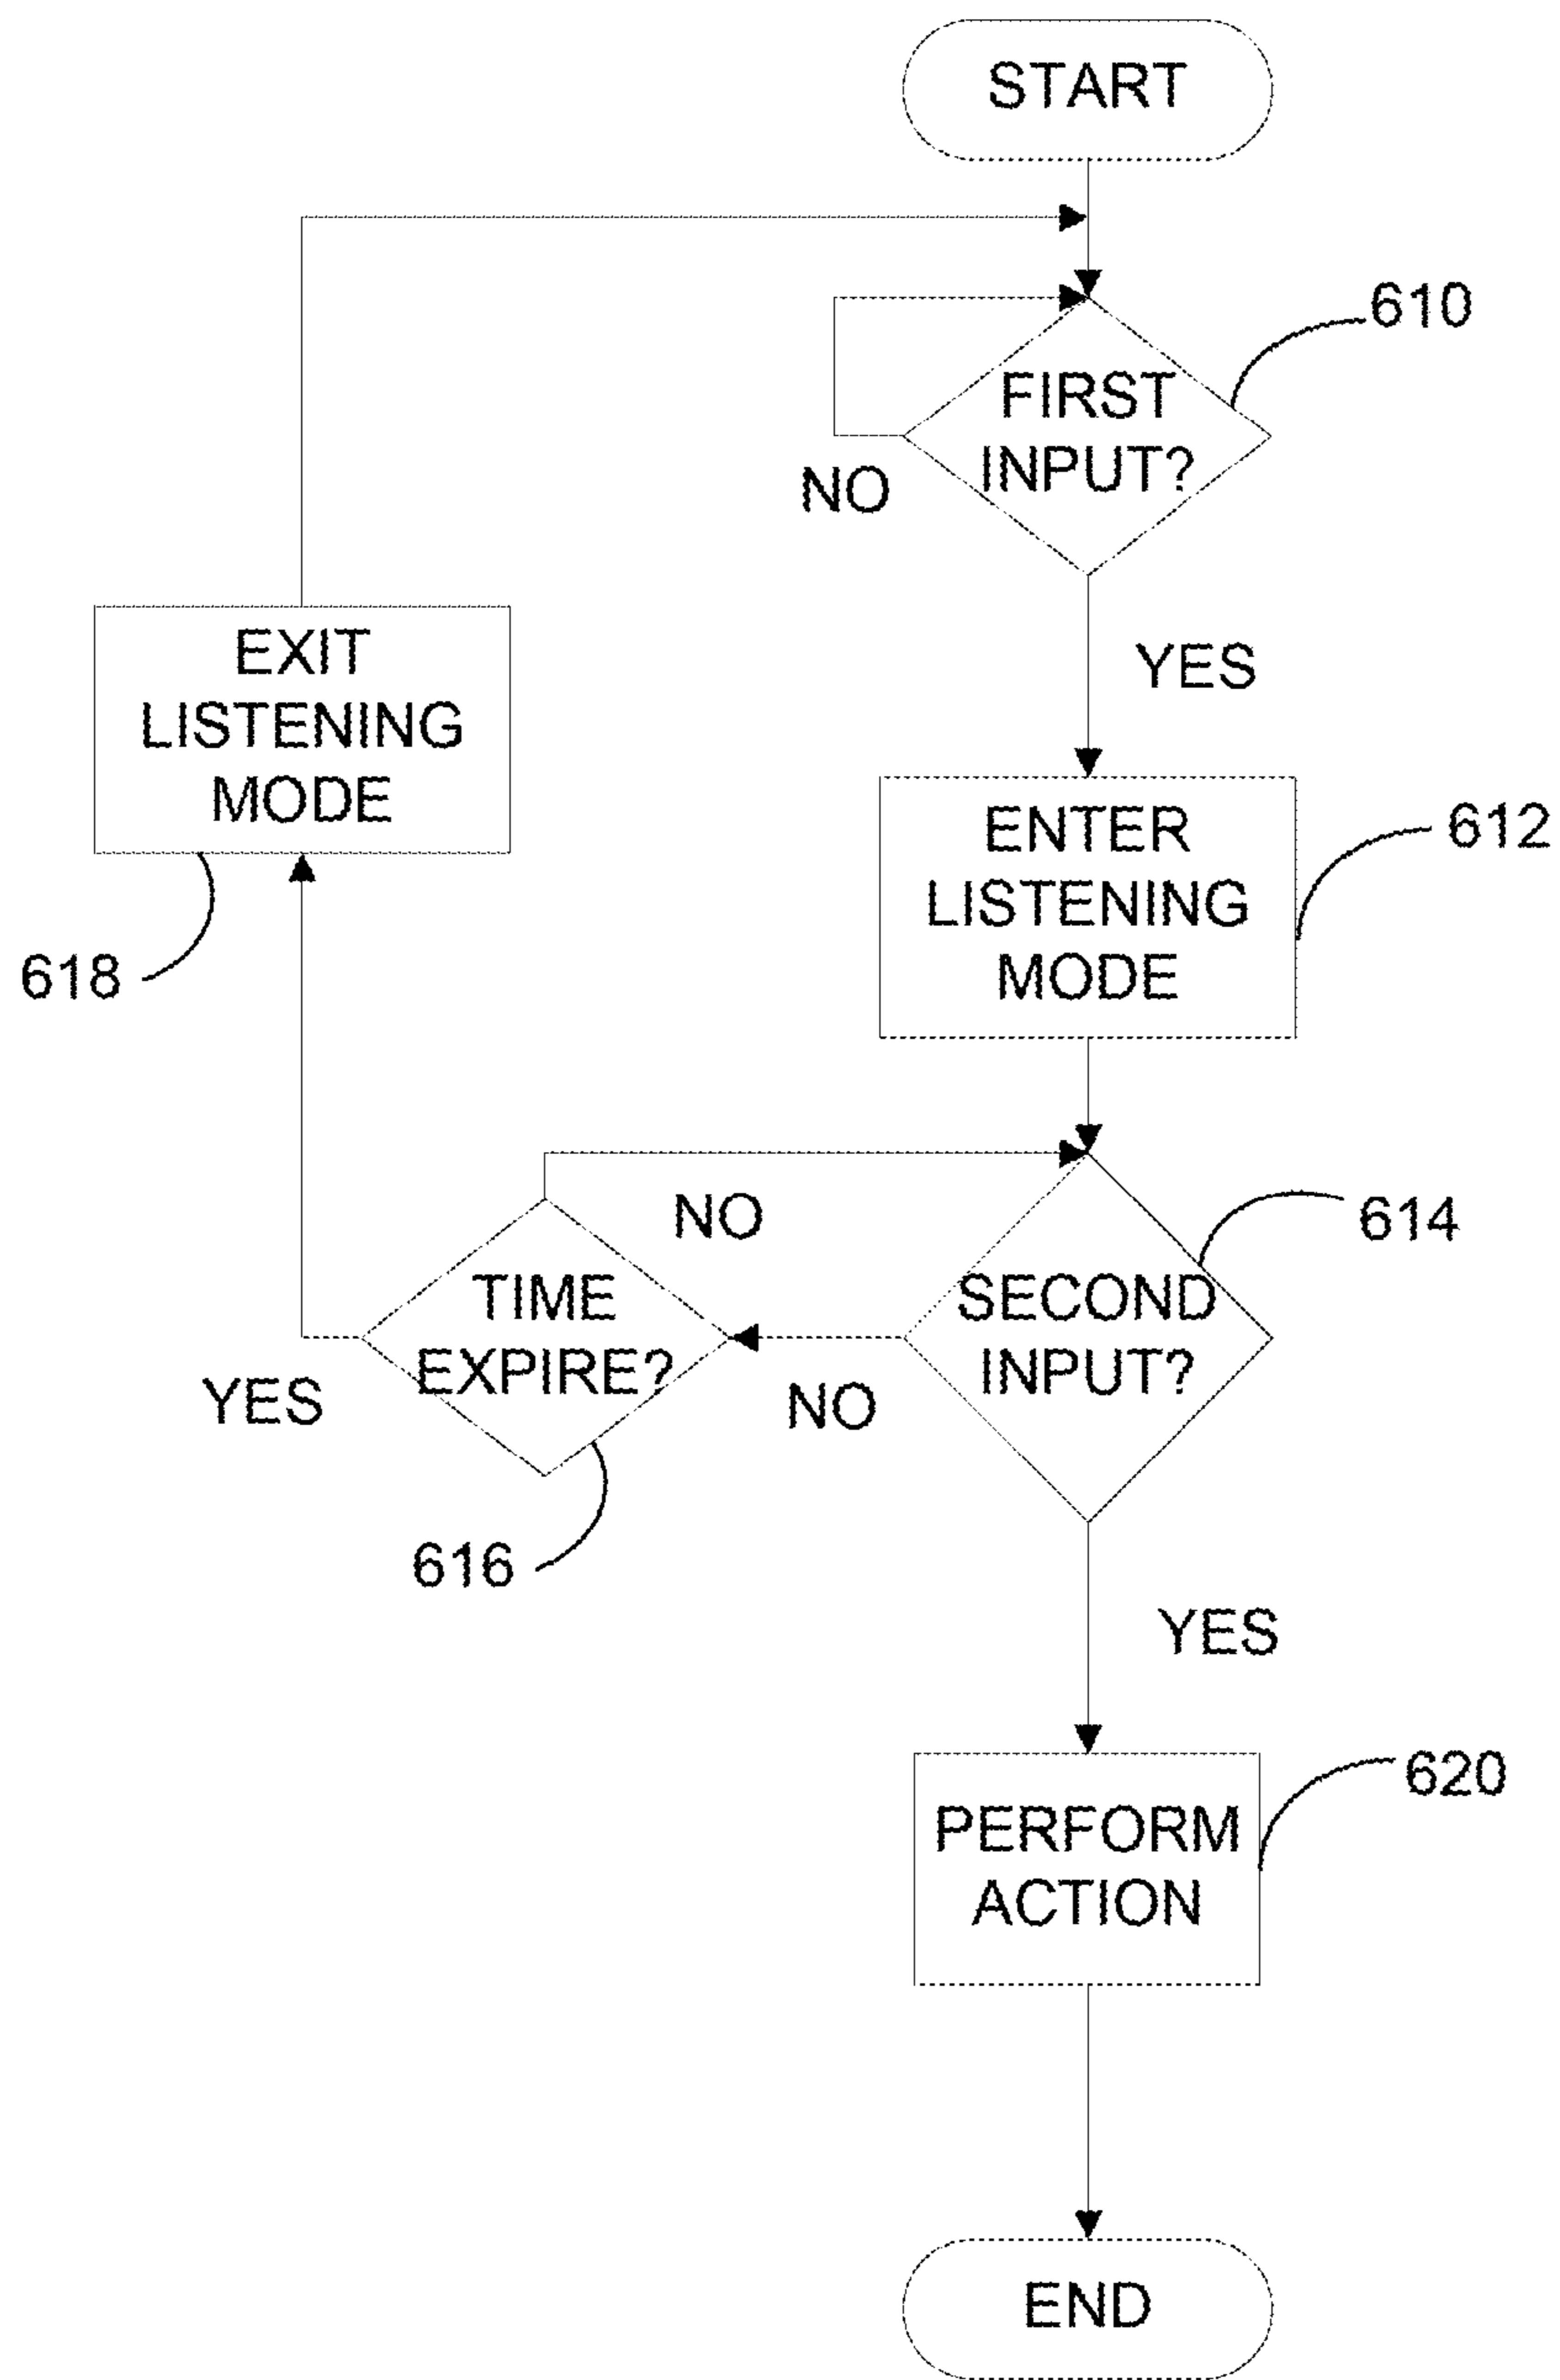 START
610
FIRST
INPUT?
NO
YES
EXIT
LISTENING
MODE
618
ENTER
LISTENING
MODE
612
NO
614
TIME
EXPIRE?
SECOND
INPUT?
YES
NO
616
YES
620
PERFORM
ACTION
END